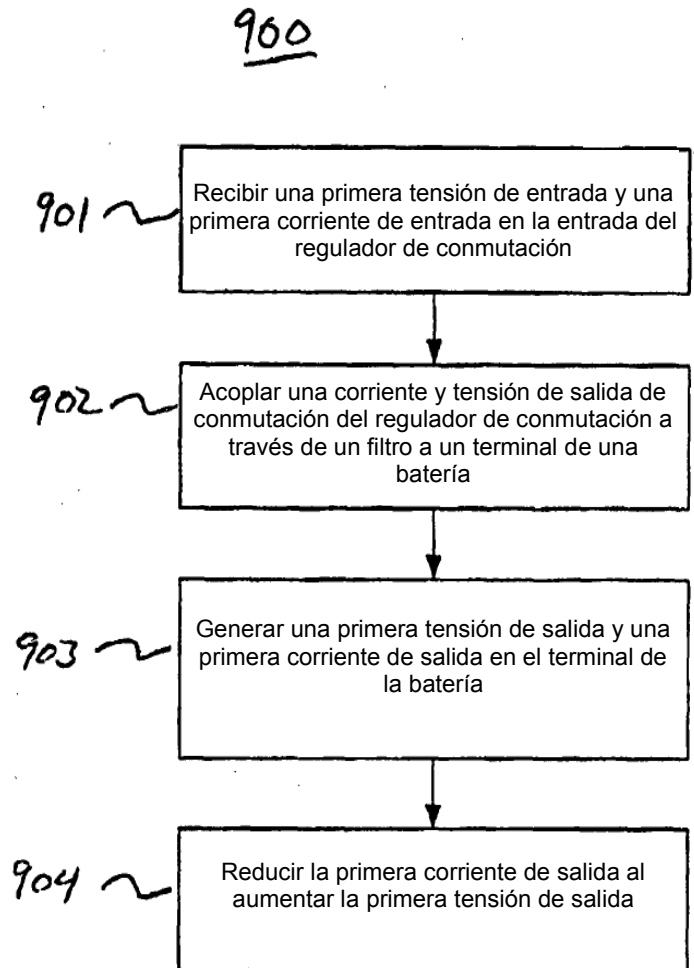 900
901
Recibir una primera tensión de entrada y una
primera corriente de entrada en la entrada del
regulador de conmutación
902
Acoplar una corriente y tensión de salida de
conmutación del regulador de conmutación a
través de un filtro a un terminal de una
batería
903
Generar una primera tensión de salida y una
primera corriente de salida en el terminal de
la batería
904
Reducir la primera corriente de salida al
aumentar la primera tensión de salida